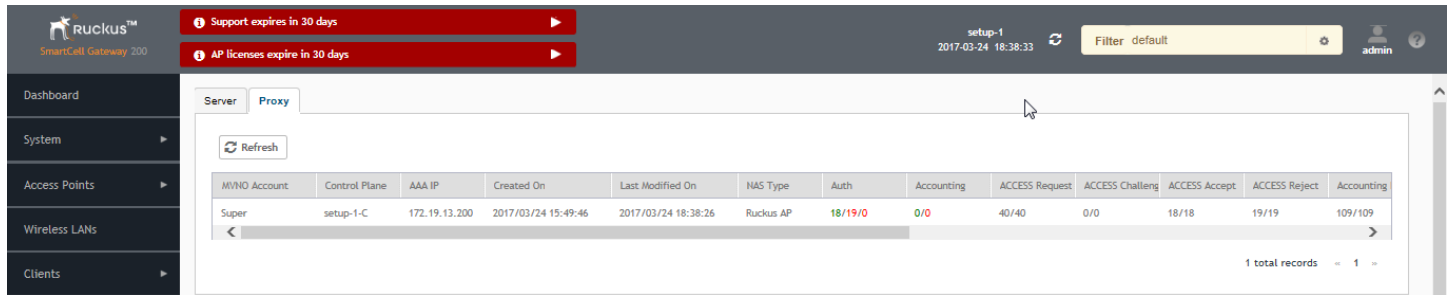 Ruckus™
SmartCell Gateway 200
Support expires in 30 days
AP licenses expire in 30 days
setup-1
2017-03-24 18:38:33
Filter default
admin
?
Dashboard
System
Access Points
Wireless LANs
Clients
Server Proxy
Refresh
MVNO Account Control Plane AAA IP Created On Last Modified On NAS Type Auth Accounting ACCESS Request ACCESS Challeng ACCESS Accept ACCESS Reject Accounting
Super setup-1-C 172.19.13.200 2017/03/24 15:49:46 2017/03/24 18:38:26 Ruckus AP 18/19/0 0/0 40/40 0/0 18/18 19/19 109/109
1 total records « 1 »